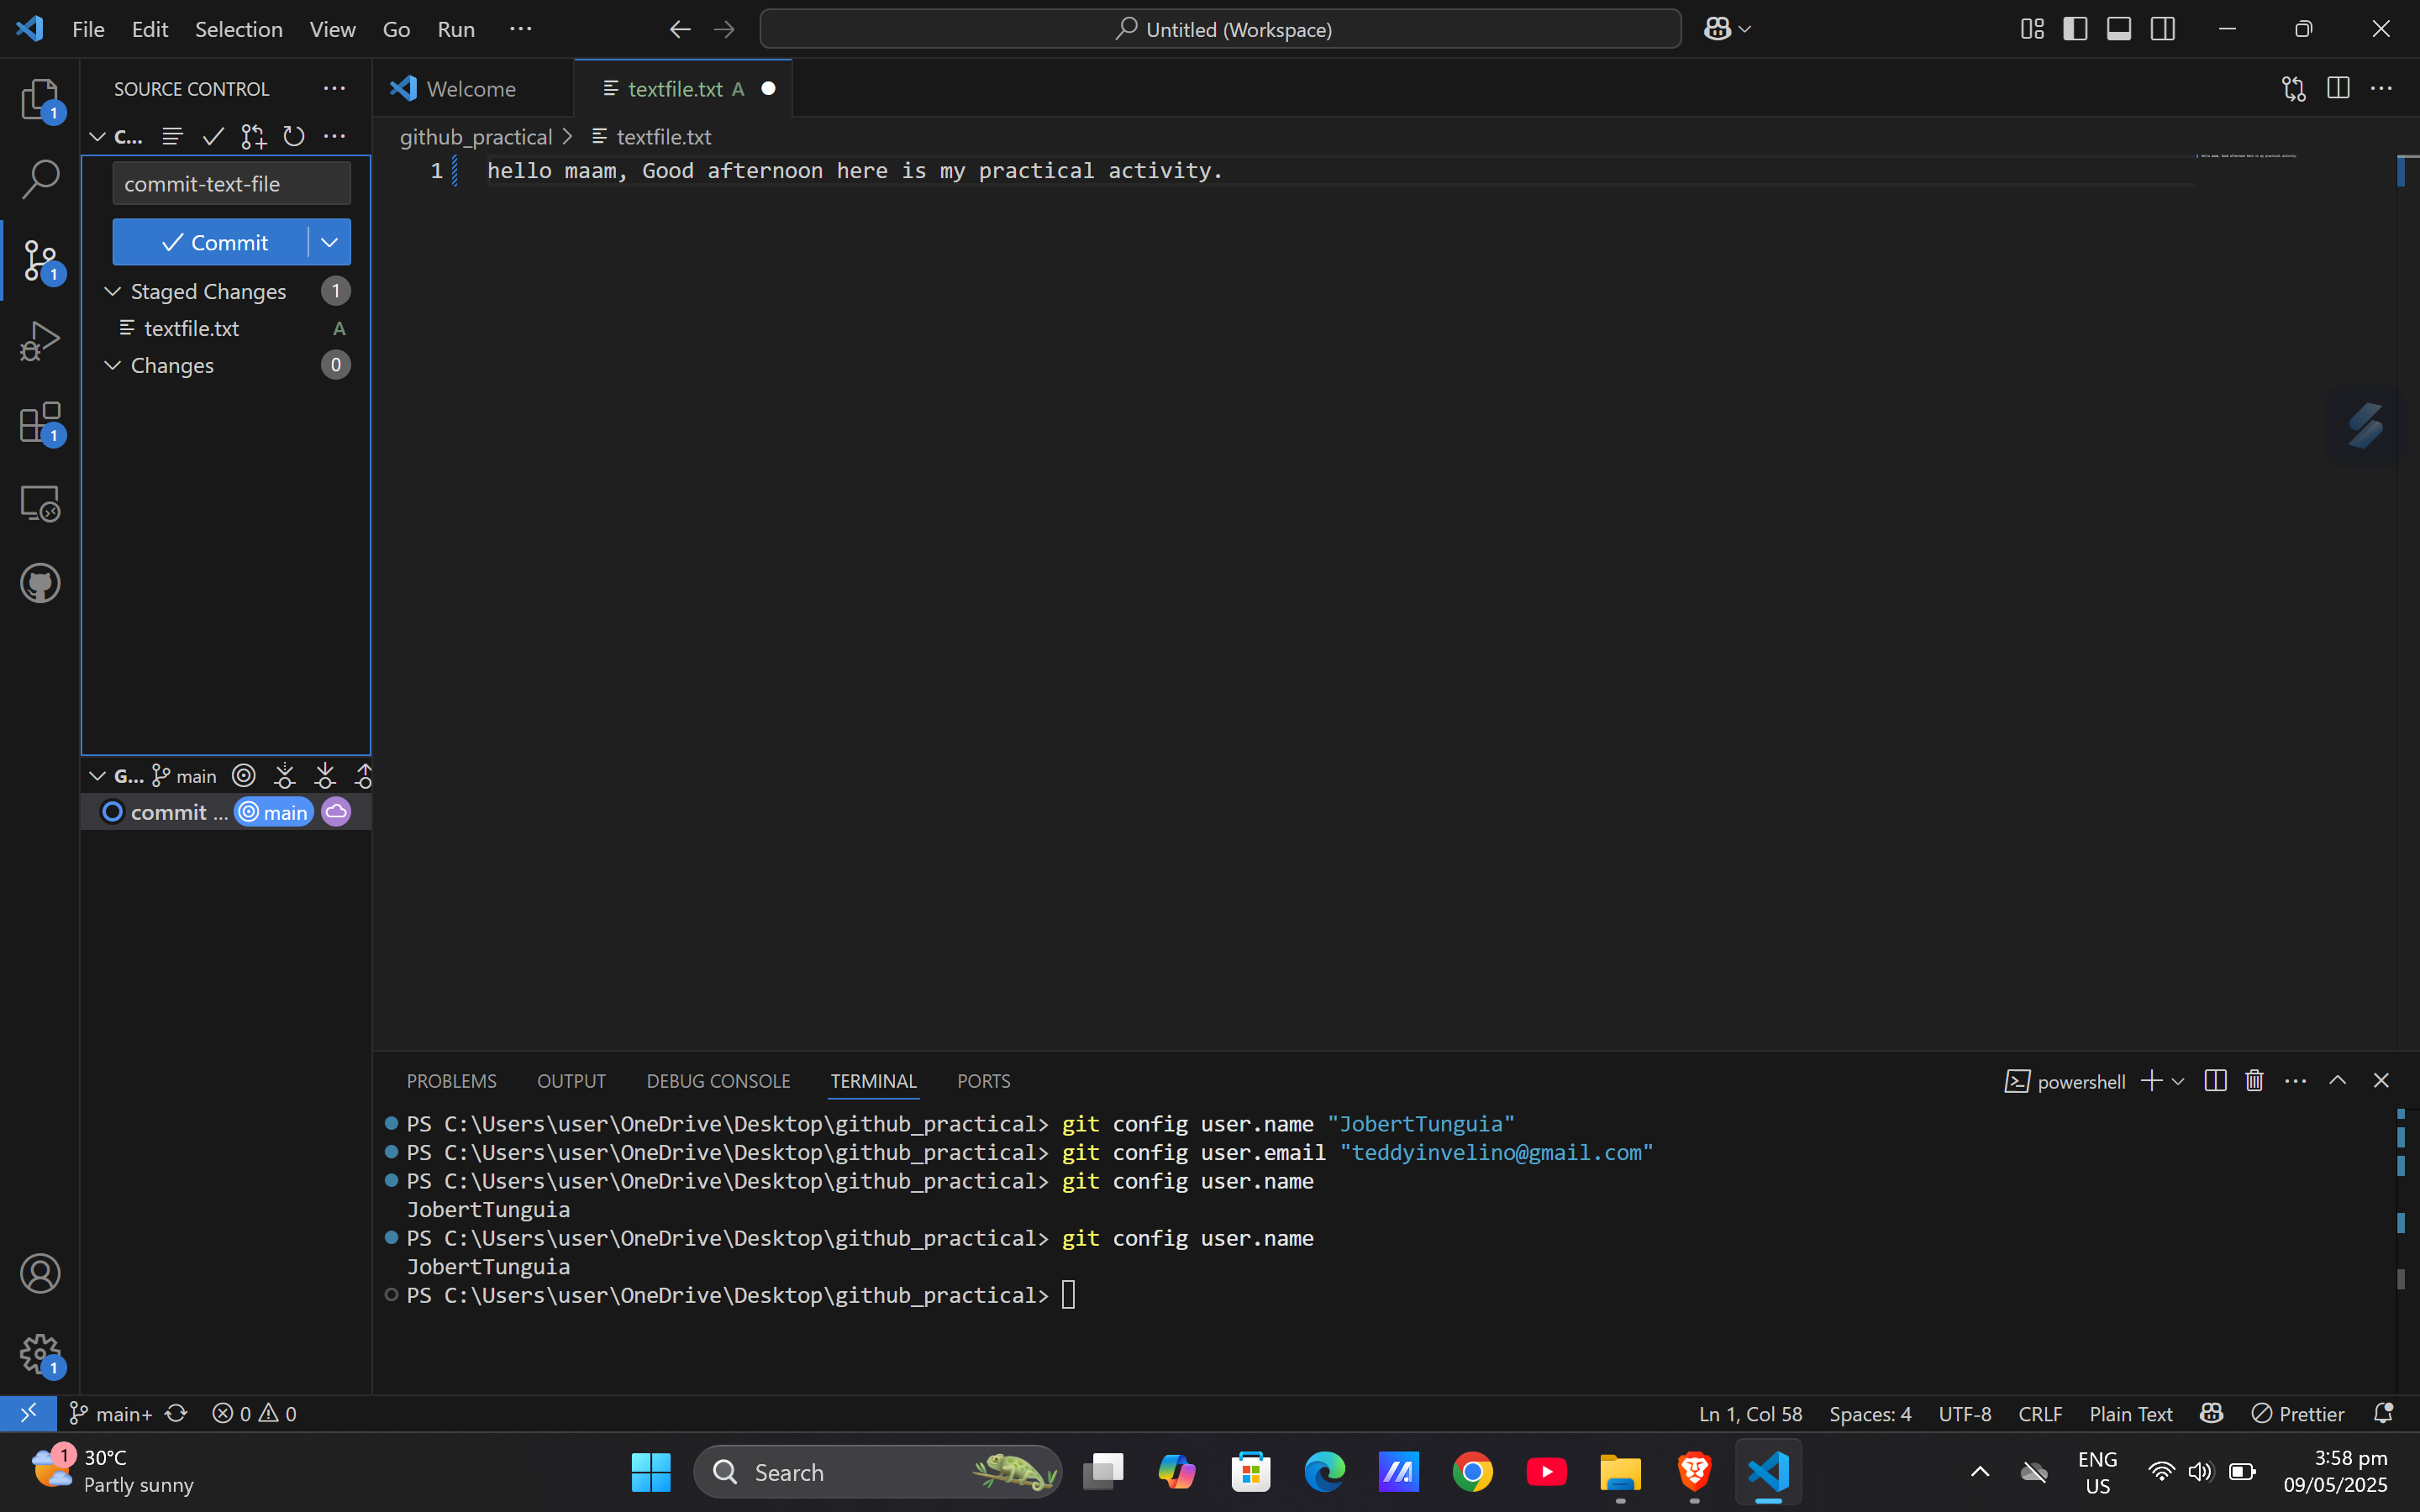 File Edit Selection View Go Run ···
Untitled (Workspace)
SOURCE CONTROL ···
C... ···
commit-text-file
Commit
Staged Changes 1
textfile.txt A
Changes 0
G... main
commit ... main
1
1
1
1
Welcome
textfile.txt A
github_practical > textfile.txt
1 hello maam, Good afternoon here is my practical activity.
PROBLEMS OUTPUT DEBUG CONSOLE TERMINAL PORTS
powershell
PS C:\Users\user\OneDrive\Desktop\github_practical> git config user.name "JobertTunguia"
PS C:\Users\user\OneDrive\Desktop\github_practical> git config user.email "teddyinvelino@gmail.com"
PS C:\Users\user\OneDrive\Desktop\github_practical> git config user.name
JobertTunguia
PS C:\Users\user\OneDrive\Desktop\github_practical> git config user.name
JobertTunguia
PS C:\Users\user\OneDrive\Desktop\github_practical>
main+ 0 0
Ln 1, Col 58 Spaces: 4 UTF-8 CRLF Plain Text Prettier
1 30°C
Partly sunny
Search
ENG
US
3:58 pm
09/05/2025